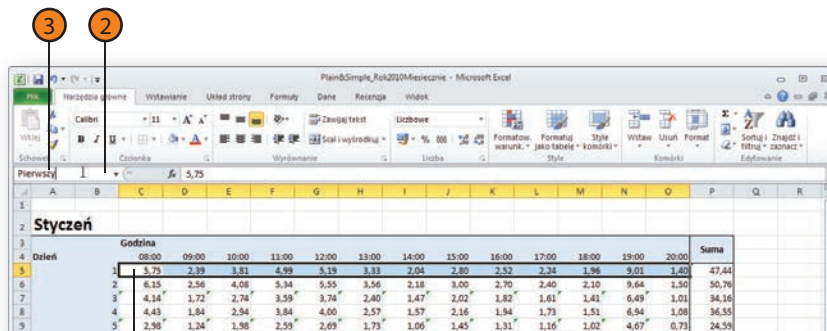 3 2
Plain&Simple_Rok2010Miesięcznie - Microsoft Excel
Plik Narzędzia główne Wstawianie Układ strony Formuły Dane Recenzja Widok
Wklej Calibri 11 A A Zawijaj tekst Liczbowe Formatow. warunk. Formatuj jako tabelę Style komórki Wstaw Usuń Format Sortuj i filtruj Znajdź i zaznacz
B I U A Scal i wyśrodkuj % 000
Schowek Czcionka Wyrównanie Liczba Style Komórki Edytowanie
Pierwszy fx 5,75
A B C D E F G H I J K L M N O P Q R
1
2 Styczeń
3 Godzina
4 Dzień 08:00 09:00 10:00 11:00 12:00 13:00 14:00 15:00 16:00 17:00 18:00 19:00 20:00 Suma
5 1 5,75 2,39 3,81 4,99 5,19 3,33 2,04 2,80 2,52 2,24 1,96 9,01 1,40 47,44
6 2 6,15 2,56 4,08 5,34 5,55 3,56 2,18 3,00 2,70 2,40 2,10 9,64 1,50 50,76
7 3 4,14 1,72 2,74 3,59 3,74 2,40 1,47 2,02 1,82 1,61 1,41 6,49 1,01 34,16
8 4 4,43 1,84 2,94 3,84 4,00 2,57 1,57 2,16 1,94 1,73 1,51 6,94 1,08 36,55
9 5 2,98 1,24 1,98 2,59 2,69 1,73 1,06 1,45 1,31 1,16 1,02 4,67 0,73 24,59